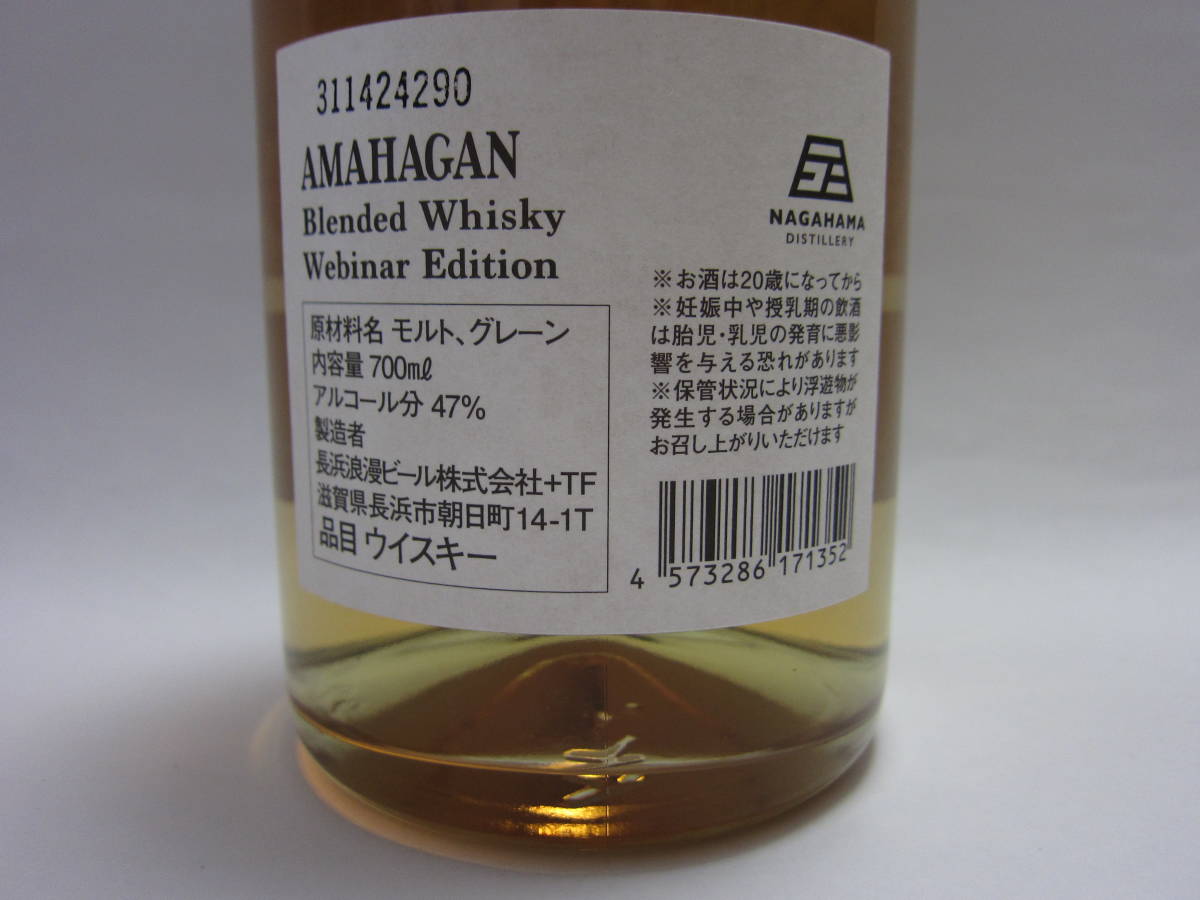 311424290
AMAHAGAN
Blended Whisky
Webinar Edition
原材料名 モルト、グレーン
内容量 700mℓ
アルコール分 47%
製造者
長浜浪漫ビール株式会社+TF
滋賀県長浜市朝日町14-1T
品目 ウイスキー
NAGAHAMA
DISTILLERY
※お酒は20歳になってから
※妊娠中や授乳期の飲酒
は胎児・乳児の発育に悪影
響を与える恐れがあります
※保管状況により浮遊物が
発生する場合がありますが
お召し上がりいただけます
4 573286 171352